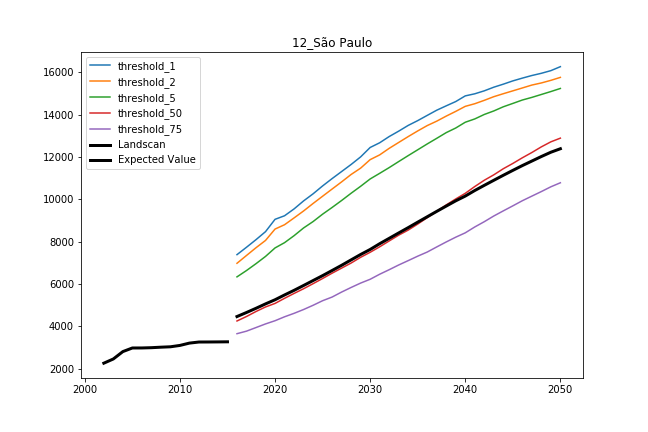 12_São Paulo
threshold_1
threshold_2
threshold_5
threshold_50
threshold_75
Landscan
Expected Value
16000
14000
12000
10000
8000
6000
4000
2000
2000 2010 2020 2030 2040 2050